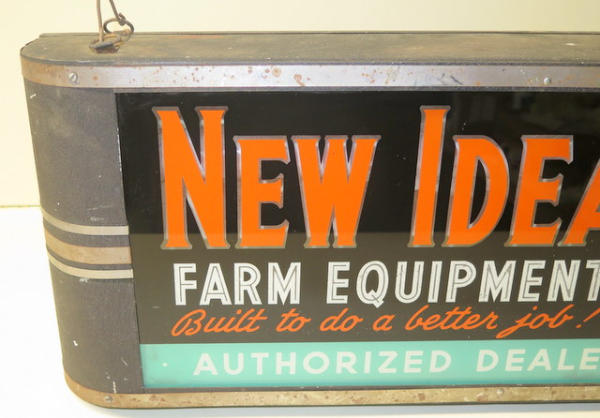 NEW IDEA
FARM EQUIPMENT
Built to do a better job!
AUTHORIZED DEALE